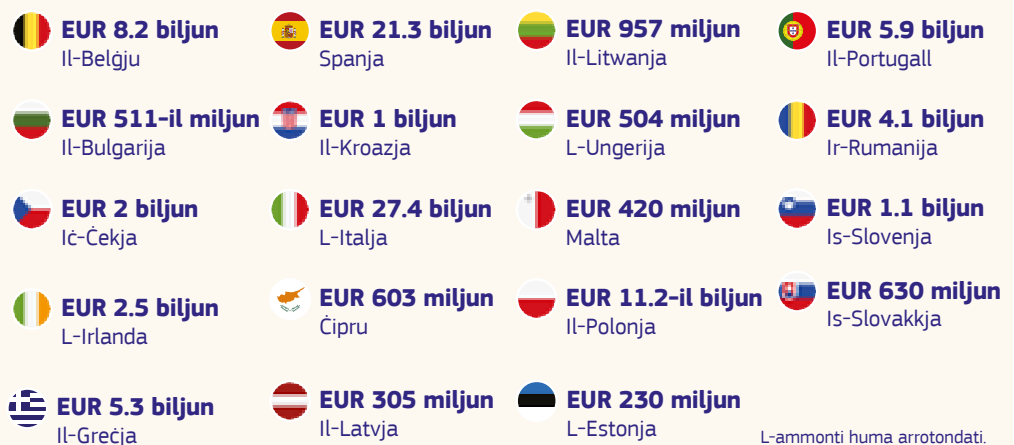 EUR 8.2 biljun
Il-Belġju
EUR 21.3 biljun
Spanja
EUR 957 miljun
Il-Litwanja
EUR 5.9 biljun
Il-Portugall
EUR 511-il miljun
Il-Bulgarija
EUR 1 biljun
Il-Kroazja
EUR 504 miljun
L-Ungerija
EUR 4.1 biljun
Ir-Rumanija
EUR 2 biljun
Iċ-Ċekja
EUR 27.4 biljun
L-Italja
EUR 420 miljun
Malta
EUR 1.1 biljun
Is-Slovenja
EUR 2.5 biljun
L-Irlanda
EUR 603 miljun
Ċipru
EUR 11.2-il biljun
Il-Polonja
EUR 630 miljun
Is-Slovakkja
EUR 5.3 biljun
Il-Greċja
EUR 305 miljun
Il-Latvja
EUR 230 miljun
L-Estonja
L-ammonti huma arrotondati.